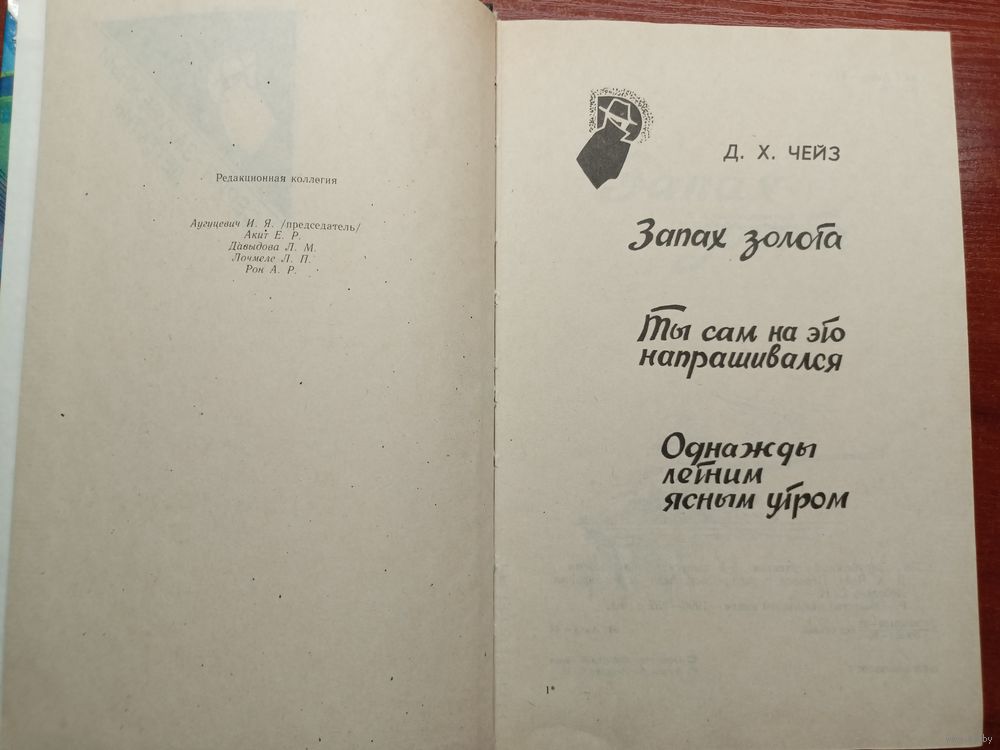 Редакционная коллегия
Аугуцевич И. Я. /председатель/
Акит Е. Р.
Давыдова Л. М.
Лочмеле Л. П.
Рон А. Р.
Д. Х. ЧЕЙЗ
Запах золота
Ты сам на это
напрашивался
Однажды
летним
ясным утром
1*